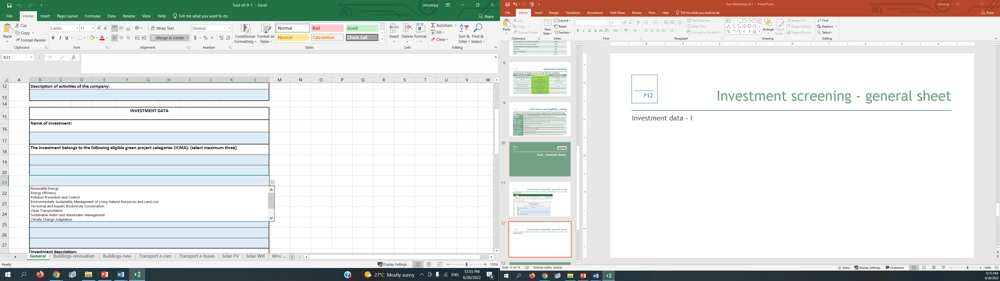 Tool v0-9-1 - Excel
miodrag
File Home Insert Page Layout Formulas Data Review View Help Tell me what you want to do
Share
Paste
Cut
Copy
Format Painter
Clipboard
Calibri 11
B I U
Font
Wrap Text
Merge & Center
Alignment
General
$ % ,
Number
Conditional Formatting
Format as Table
Normal Bad Good
Neutral Calculation Check Cell
Styles
Insert Delete Format
Cells
AutoSum
Fill
Clear
Sort & Filter
Find & Select
Editing
B21
fx
A B C D E F G H I J K L M N O P Q R S T U V W
12 Description of activities of the company:
13
14
15 INVESTMENT DATA
16 Name of investment:
17
18 The investment belongs to the following eligible green project categories (ICMA): (select maximum three)
19
20
21
22
23
24
25
26
27
Renewable Energy
Energy Efficiency
Pollution Prevention and Control
Environmentally Sustainable Management of Living Natural Resources and Land Use
Terrestrial and Aquatic Biodiversity Conservation
Clean Transportation
Sustainable Water and Wastewater Management
Climate Change Adaptation
Investment description:
General Buildings-renovation Buildings-new Transport e-cars Transport e-buses Solar PV Solar WH Winc ...
Ready
Display Settings
100%
27°C Mostly sunny
ENG
12:55 PM
6/26/2022
4
Tool Workshop v0-1 - PowerPoint
miodrag
File Home Insert Design Transitions Animations Slide Show Review View Help Tell me what you want to do
Share
Paste
Cut
Copy
Format Painter
Clipboard
New Slide
Layout
Reset
Section
Slides
14
B I U S abc AV Aa A
Font
Text Direction
Align Text
Convert to SmartArt
Paragraph
Arrange
Quick Styles
Shape Fill
Shape Outline
Shape Effects
Drawing
Find
Replace
Select
Editing
8
Green bond standards
Comparing list of eligible sectors through different standards
9
ICMA sectors and eligibility criteria
10
DAI
Tool - General sheet
11
Investment screening - general sheet
12
Investment screening - general sheet
13
P12
Investment screening - general sheet
Investment data - I
Slide 12 of 14
Serbian (Latin, Serbia)
Notes
Display Settings
Comments
146%
12:55 PM
6/26/2022